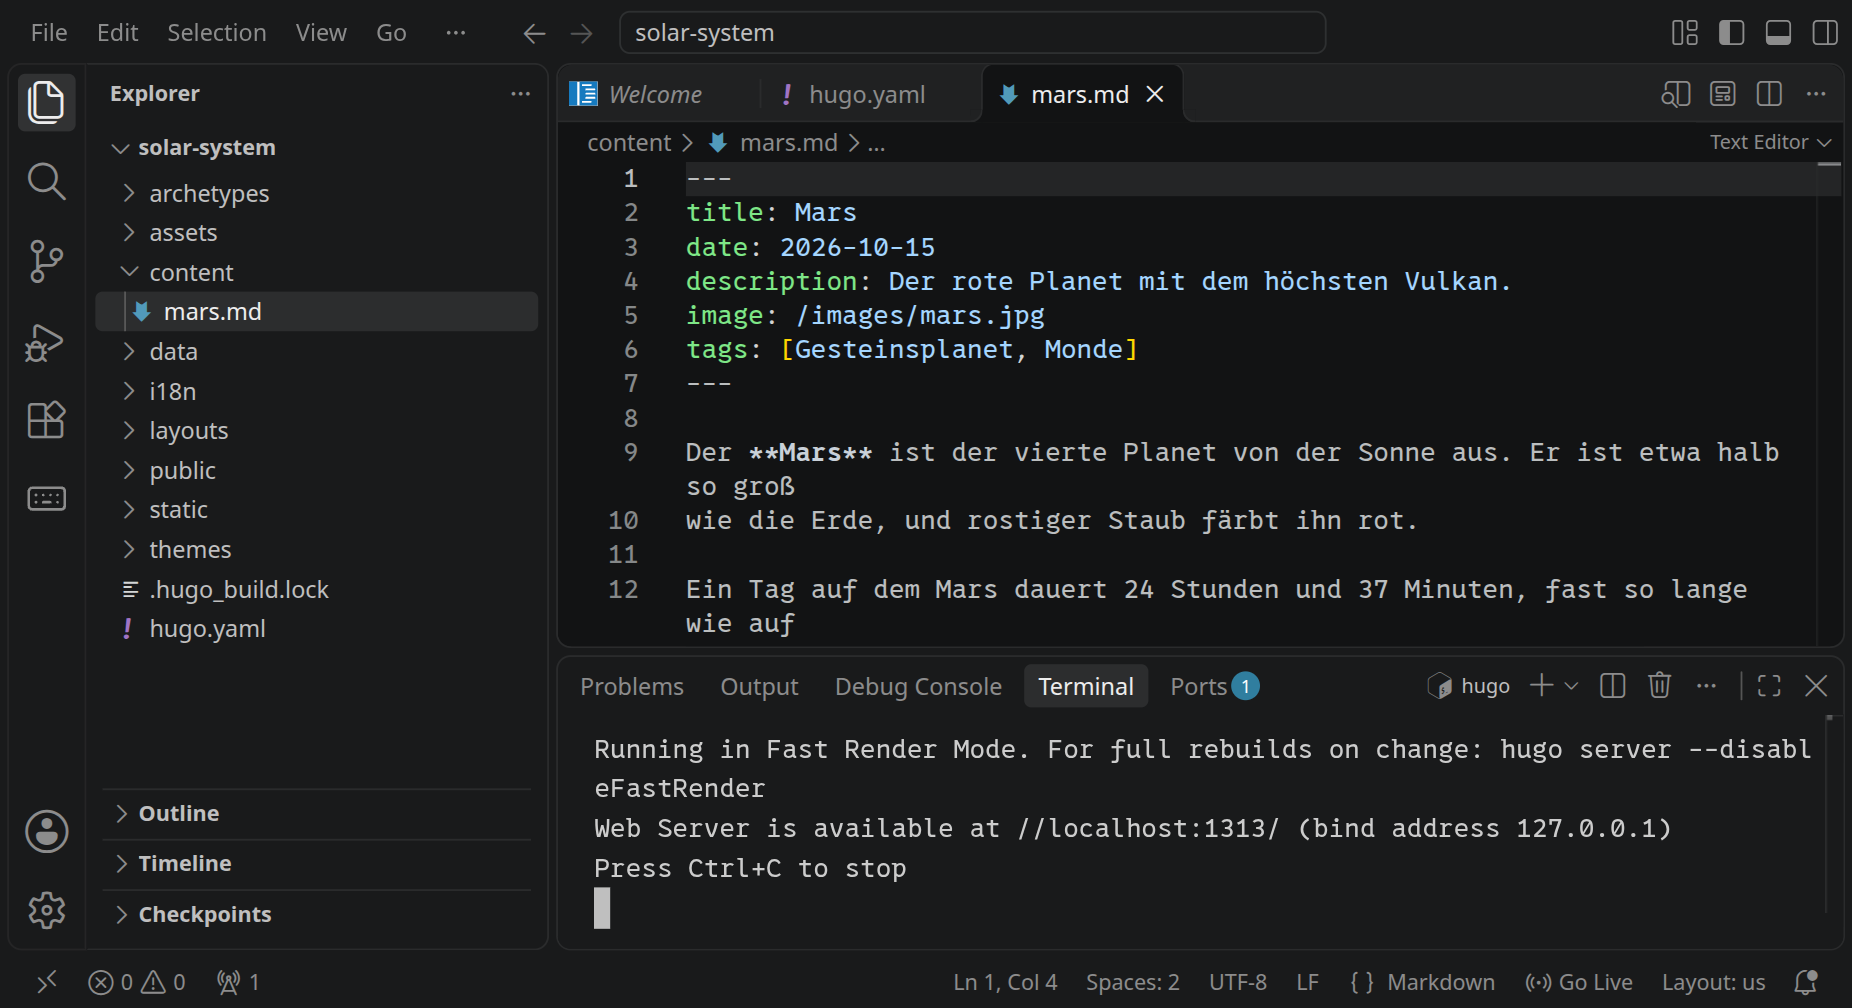 File Edit Selection View Go ···
solar-system
Explorer ···
solar-system
archetypes
assets
content
mars.md
data
i18n
layouts
public
static
themes
.hugo_build.lock
! hugo.yaml
Outline
Timeline
Checkpoints
Welcome
! hugo.yaml
mars.md
content > mars.md > ...
Text Editor
1 ---
2 title: Mars
3 date: 2026-10-15
4 description: Der rote Planet mit dem höchsten Vulkan.
5 image: /images/mars.jpg
6 tags: [Gesteinsplanet, Monde]
7 ---
8
9 Der **Mars** ist der vierte Planet von der Sonne aus. Er ist etwa halb
so groß
10 wie die Erde, und rostiger Staub färbt ihn rot.
11
12 Ein Tag auf dem Mars dauert 24 Stunden und 37 Minuten, fast so lange
wie auf
Problems Output Debug Console Terminal Ports 1
hugo
Running in Fast Render Mode. For full rebuilds on change: hugo server --disabl
eFastRender
Web Server is available at //localhost:1313/ (bind address 127.0.0.1)
Press Ctrl+C to stop
0 0 1
Ln 1, Col 4 Spaces: 2 UTF-8 LF { } Markdown Go Live Layout: us